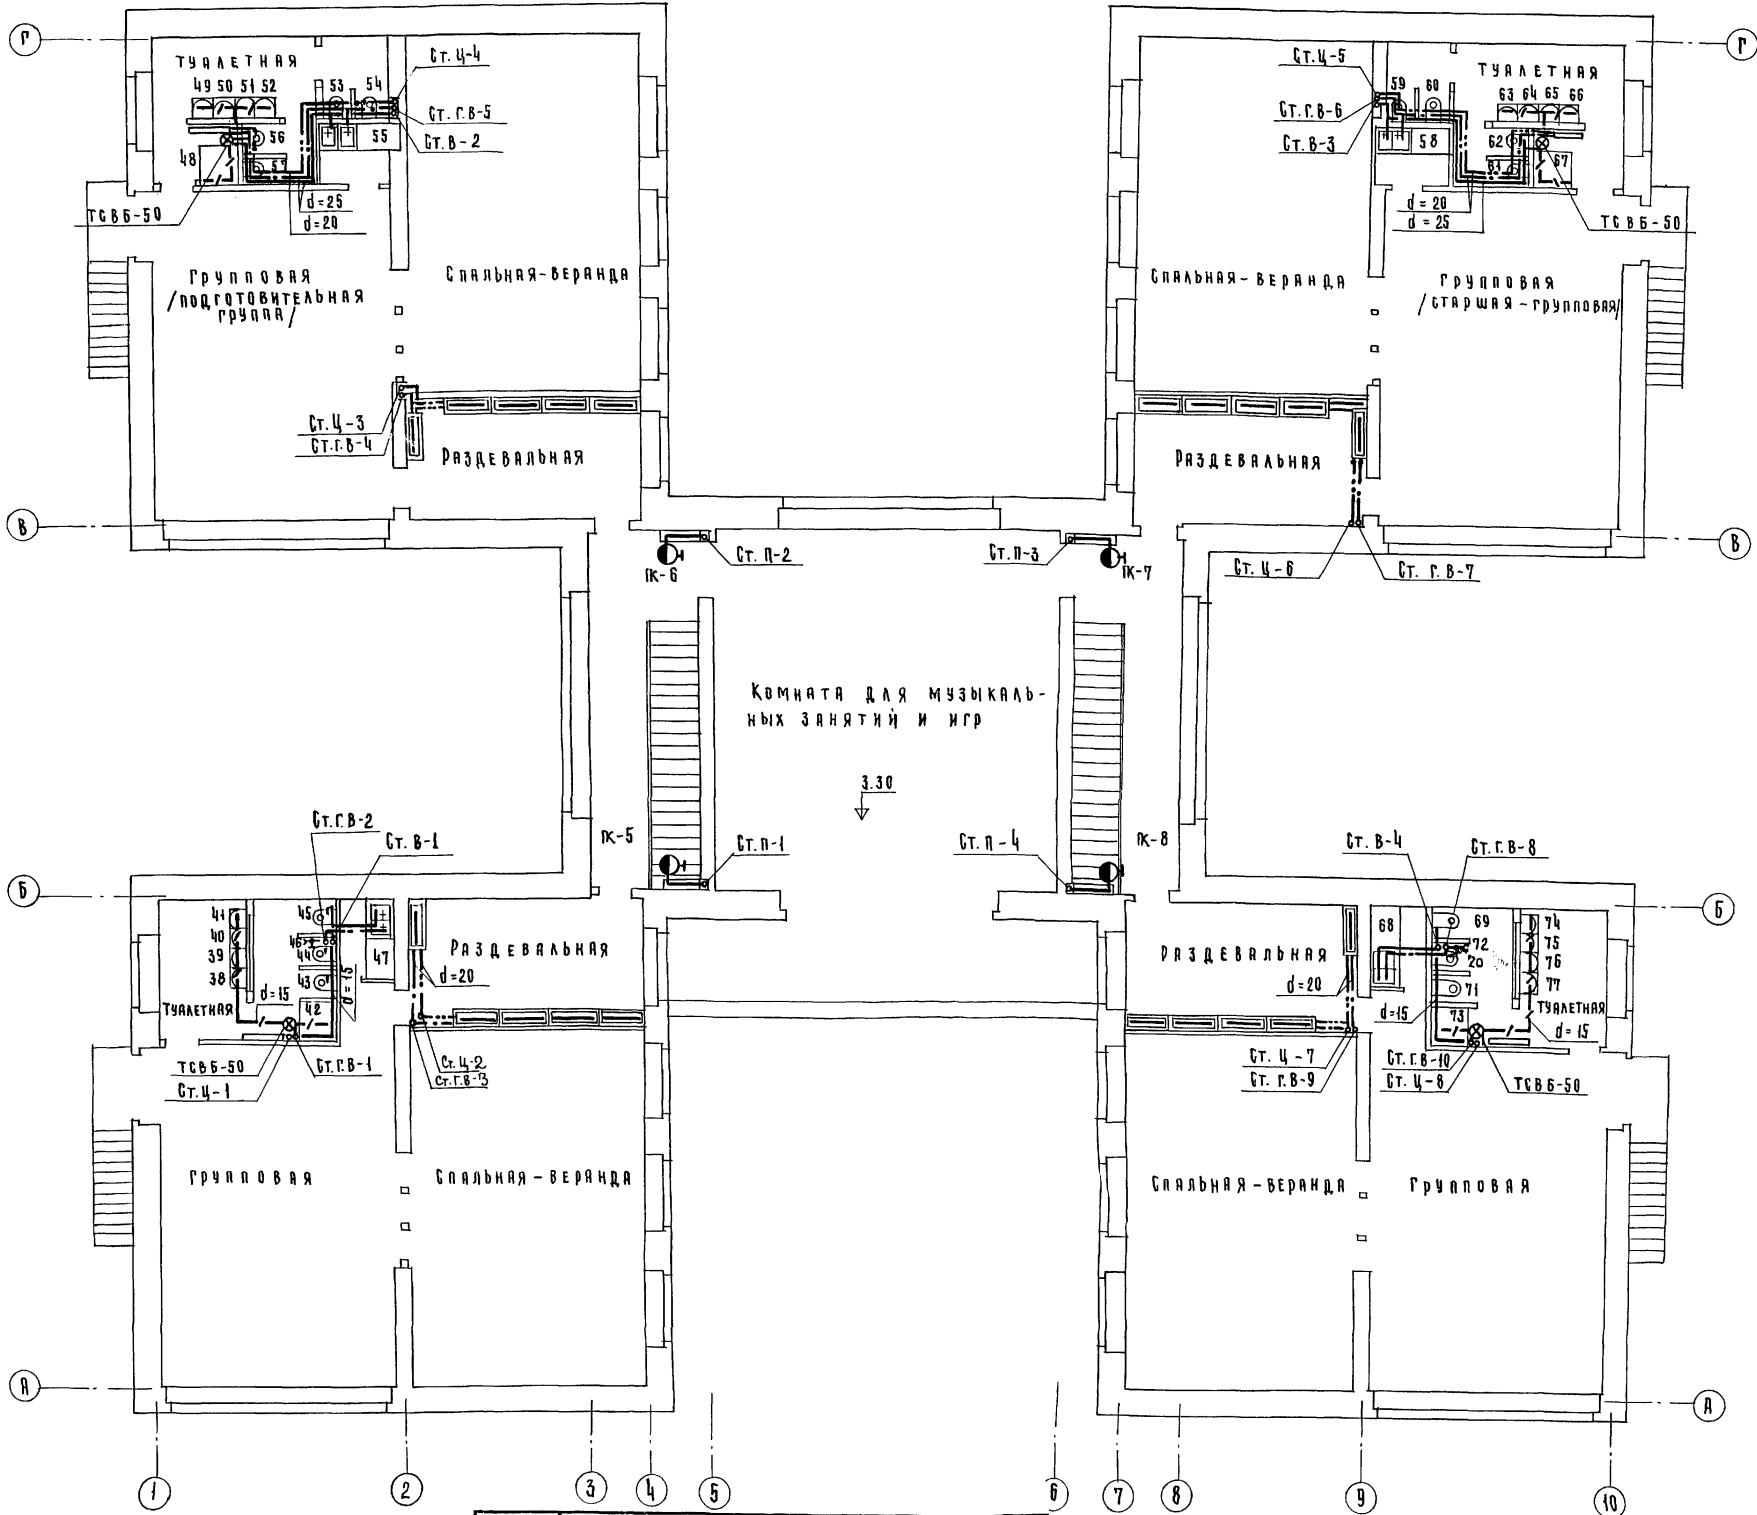 Г
Г
ТУАЛЕТНАЯ
49 50 51 52
53
54
Ст. Ц-4
Ст. Г.В-5
Ст. В-2
56
55
48
57
d=25
d=20
ТСВБ-50
Ст. Ц-5
Ст. Г.В-6
Ст. В-3
59
60
ТУАЛЕТНАЯ
63 64 65 66
58
62
61
67
d=20
d=25
ТСВБ-50
ГРУППОВАЯ
/ПОДГОТОВИТЕЛЬНАЯ
ГРУППА/
СПАЛЬНАЯ-ВЕРАНДА
СПАЛЬНАЯ-ВЕРАНДА
ГРУППОВАЯ
/СТАРШАЯ-ГРУППОВАЯ/
Ст. Ц-3
Ст.Г.В-4
РАЗДЕВАЛЬНАЯ
РАЗДЕВАЛЬНАЯ
В
В
ПК-6
Ст. П-2
Ст. П-3
ПК-7
Ст. Ц-6
Ст. Г.В-7
КОМНАТА ДЛЯ МУЗЫКАЛЬ-
НЫХ ЗАНЯТИЙ И ИГР
3.30
Ст.Г.В-2
Ст. В-1
ПК-5
Ст. П-1
Ст. П-4
ПК-8
Ст. В-4
Ст.Г.В-8
Б
Б
41
40
39
38
45
46
44
43
42
47
d=15
d=15
ТУАЛЕТНАЯ
РАЗДЕВАЛЬНАЯ
d=20
ТСВБ-50
Ст.Ц-1
Ст.Г.В-1
Ст.Ц-2
Ст.Г.В-3
РАЗДЕВАЛЬНАЯ
d=20
68
69
72
70
71
73
74
75
76
77
d=15
ТУАЛЕТНАЯ
d=15
Ст. Ц-7
Ст. Г.В-9
Ст.Г.В-10
Ст. Ц-8
ТСВБ-50
ГРУППОВАЯ
СПАЛЬНАЯ-ВЕРАНДА
СПАЛЬНАЯ-ВЕРАНДА
ГРУППОВАЯ
А
А
1
2
3
4
5
6
7
8
9
10